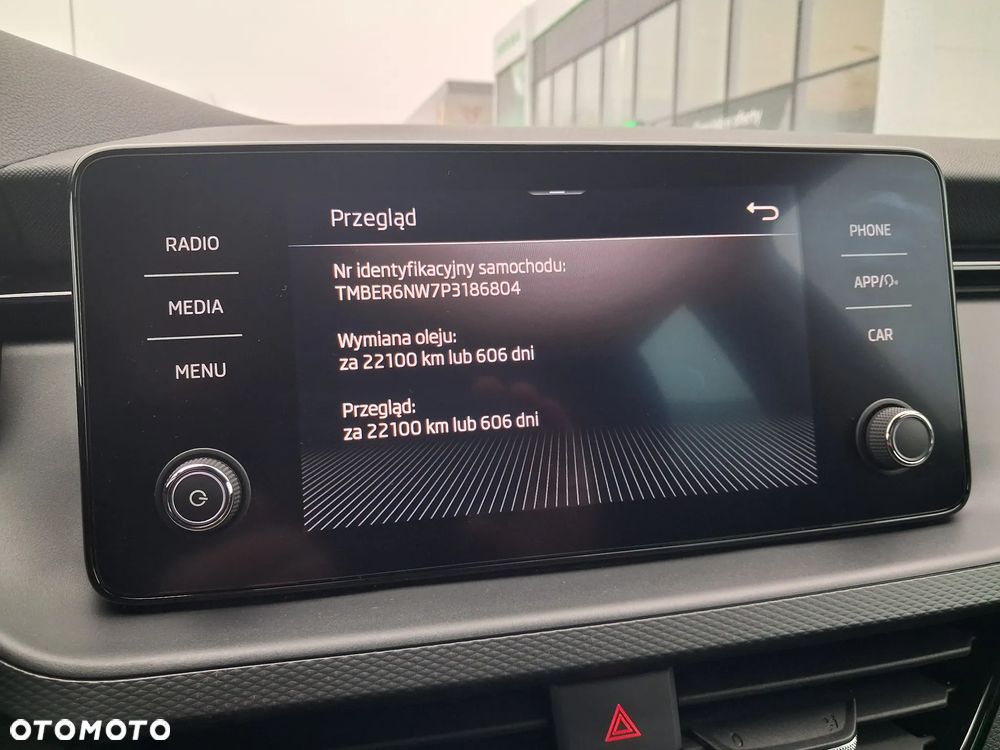 Przegląd
RADIO
MEDIA
MENU
Nr identyfikacyjny samochodu:
TMBER6NW7P3186804
Wymiana oleju:
za 22100 km lub 606 dni
Przegląd:
za 22100 km lub 606 dni
PHONE
APP/
CAR
OTOMOTO